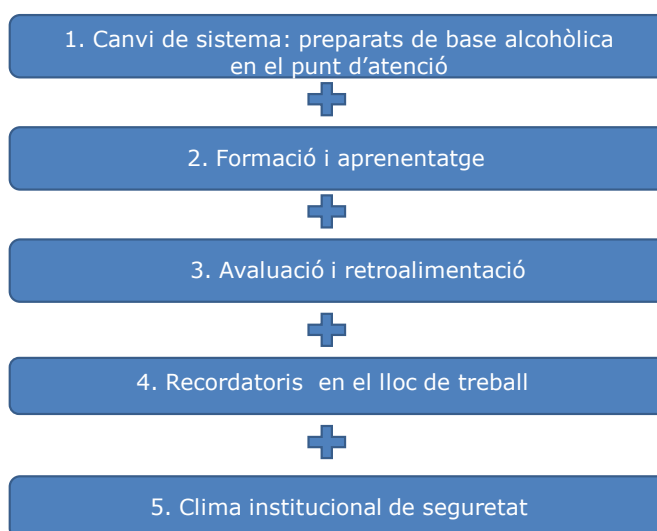 1. Canvi de sistema: preparats de base alcohòlica
en el punt d’atenció
2. Formació i aprenentatge
3. Avaluació i retroalimentació
4. Recordatoris  en el lloc de treball
5. Clima institucional de seguretat